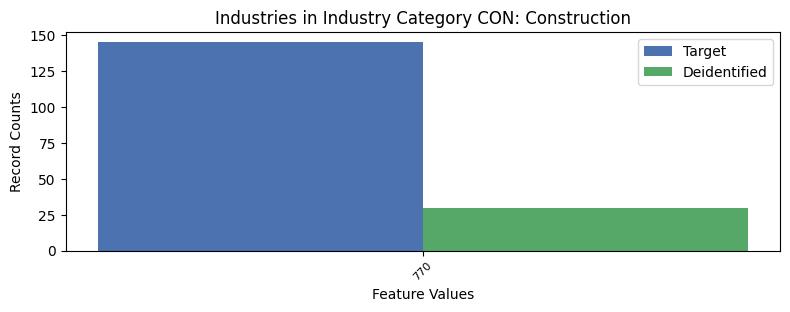 Industries in Industry Category CON: Construction
150
125
100
75
50
25
0
Record Counts
Target
Deidentified
770
Feature Values